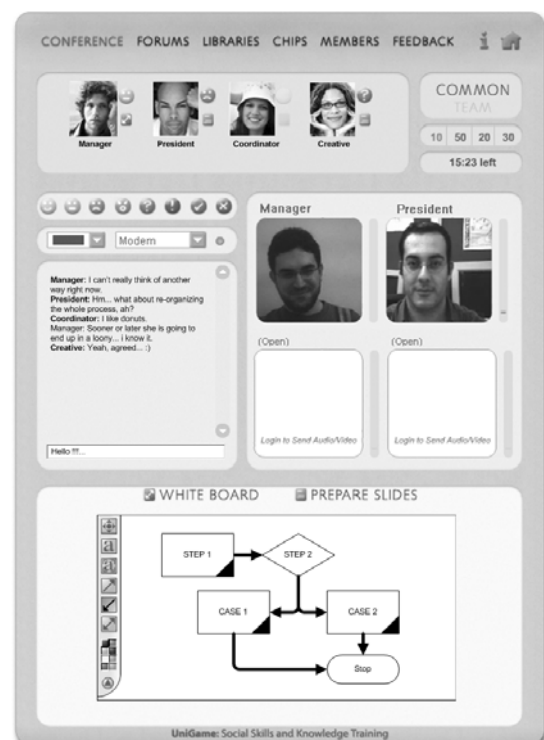 CONFERENCE FORUMS LIBRARIES CHIPS MEMBERS FEEDBACK i
Manager President Coordinator Creative
COMMON
TEAM
10 50 20 30
15:23 left
Modern
Manager: I can't really think of another
way right now.
President: Hm... what about re-organizing
the whole process, ah?
Coordinator: I like donuts.
Manager: Sooner or later she is going to
end up in a loony... i know it.
Creative: Yeah, agreed... :)
Hello !!!...
Manager President
(Open) (Open)
Login to Send Audio/Video Login to Send Audio/Video
WHITE BOARD PREPARE SLIDES
a
a
STEP 1 STEP 2
CASE 1 CASE 2
Stop
UniGame: Social Skills and Knowledge Training